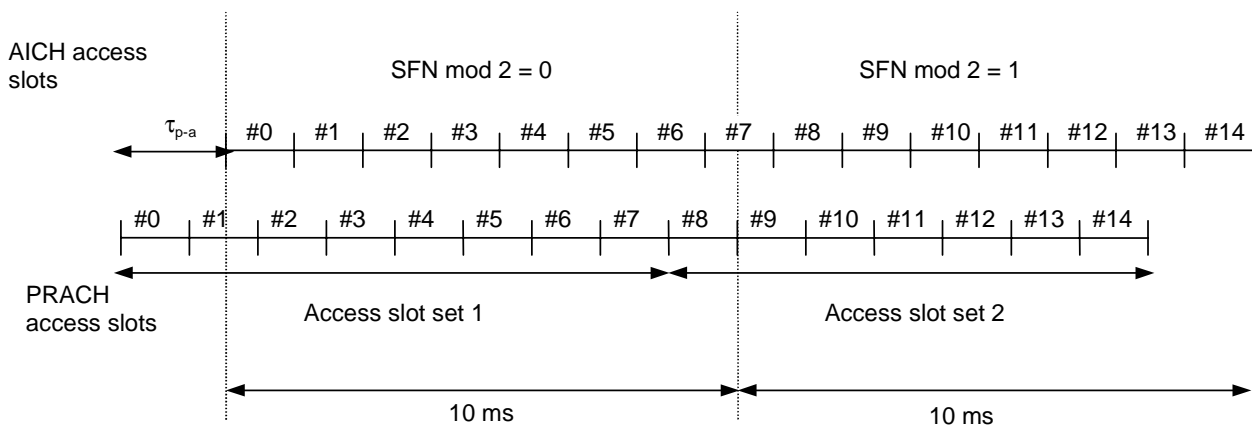 AICH access
slots
SFN mod 2 = 0
SFN mod 2 = 1
τp-a
#0 #1 #2 #3 #4 #5 #6 #7 #8 #9 #10 #11 #12 #13 #14
#0 #1 #2 #3 #4 #5 #6 #7 #8 #9 #10 #11 #12 #13 #14
PRACH
access slots
Access slot set 1
Access slot set 2
10 ms
10 ms